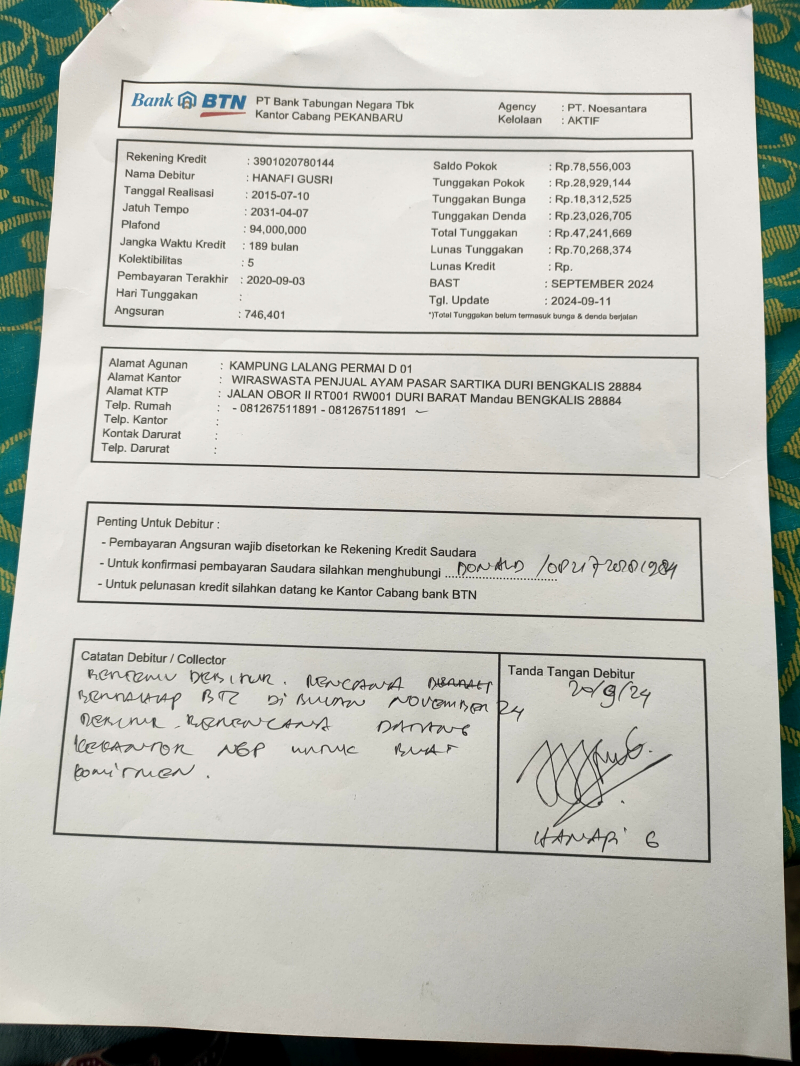 Bank BTN PT Bank Tabungan Negara Tbk
Kantor Cabang PEKANBARU
Agency : PT. Noesantara
Kelolaan : AKTIF
Rekening Kredit : 3901020780144
Nama Debitur : HANAFI GUSRI
Tanggal Realisasi : 2015-07-10
Jatuh Tempo : 2031-04-07
Plafond : 94,000,000
Jangka Waktu Kredit : 189 bulan
Kolektibilitas : 5
Pembayaran Terakhir : 2020-09-03
Hari Tunggakan :
Angsuran : 746,401
Saldo Pokok : Rp.78,556,003
Tunggakan Pokok : Rp.28,929,144
Tunggakan Bunga : Rp.18,312,525
Tunggakan Denda : Rp.23,026,705
Total Tunggakan : Rp.47,241,669
Lunas Tunggakan : Rp.70,268,374
Lunas Kredit : Rp.
BAST : SEPTEMBER 2024
Tgl. Update : 2024-09-11
*)Total Tunggakan belum termasuk bunga & denda berjalan
Alamat Agunan : KAMPUNG LALANG PERMAI D 01
Alamat Kantor : WIRASWASTA PENJUAL AYAM PASAR SARTIKA DURI BENGKALIS 28884
Alamat KTP : JALAN OBOR II RT001 RW001 DURI BARAT Mandau BENGKALIS 28884
Telp. Rumah : - 081267511891 - 081267511891
Telp. Kantor :
Kontak Darurat :
Telp. Darurat :
Penting Untuk Debitur :
- Pembayaran Angsuran wajib disetorkan ke Rekening Kredit Saudara
- Untuk konfirmasi pembayaran Saudara silahkan menghubungi DONALD /
- Untuk pelunasan kredit silahkan datang ke Kantor Cabang bank BTN
Catatan Debitur / Collector
BERTEMU DEBITUR. RENCANA
DI BULAN NOVEMBER 24
DEBITUR BERENCANA DATANG
KEKANTOR NSP UNTUK BUAT
KOMITMEN.
Tanda Tangan Debitur
20/9/24
HANAFI G